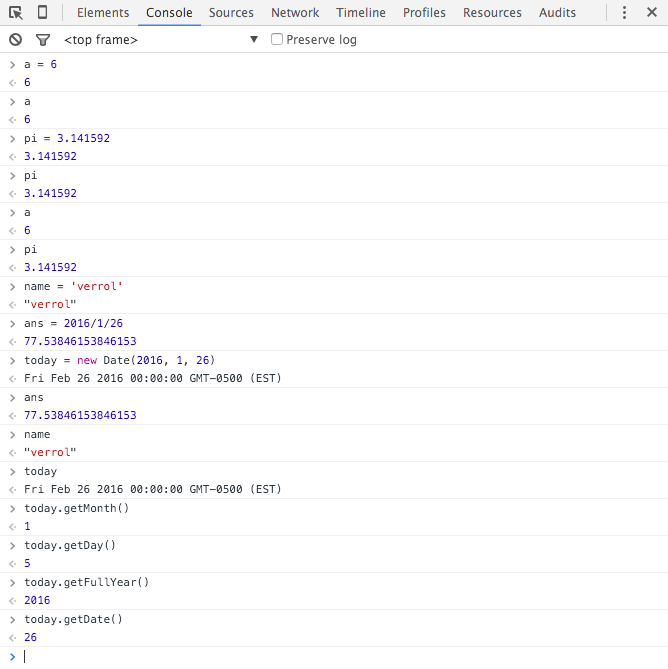 Elements Console Sources Network Timeline Profiles Resources Audits
<top frame> Preserve log
a = 6
6
a
6
pi = 3.141592
3.141592
pi
3.141592
a
6
pi
3.141592
name = 'verrol'
"verrol"
ans = 2016/1/26
77.53846153846153
today = new Date(2016, 1, 26)
Fri Feb 26 2016 00:00:00 GMT-0500 (EST)
ans
77.53846153846153
name
"verrol"
today
Fri Feb 26 2016 00:00:00 GMT-0500 (EST)
today.getMonth()
1
today.getDay()
5
today.getFullYear()
2016
today.getDate()
26